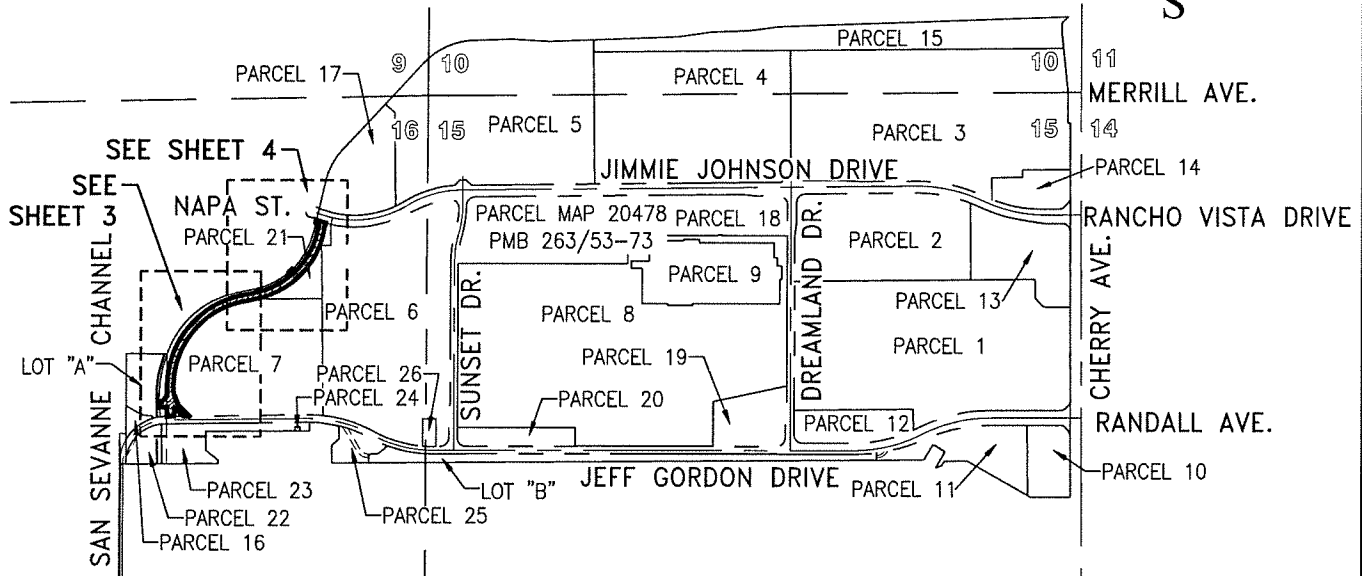 S
PARCEL 15
PARCEL 17
9
10
PARCEL 4
10
11
MERRILL AVE.
16
15
PARCEL 5
PARCEL 3
15
14
SEE SHEET 4
JIMMIE JOHNSON DRIVE
PARCEL 14
SEE
SHEET 3
NAPA ST.
PARCEL MAP 20478
PARCEL 18
RANCHO VISTA DRIVE
PARCEL 21
PMB 263/53-73
PARCEL 2
PARCEL 9
PARCEL 13
PARCEL 6
PARCEL 8
SUNSET DR.
DREAMLAND DR.
CHERRY AVE.
SAN SEVANNE CHANNEL
LOT "A"
PARCEL 7
PARCEL 19
PARCEL 1
PARCEL 26
PARCEL 24
PARCEL 20
PARCEL 12
RANDALL AVE.
PARCEL 23
LOT "B"
JEFF GORDON DRIVE
PARCEL 11
PARCEL 10
PARCEL 22
PARCEL 25
PARCEL 16